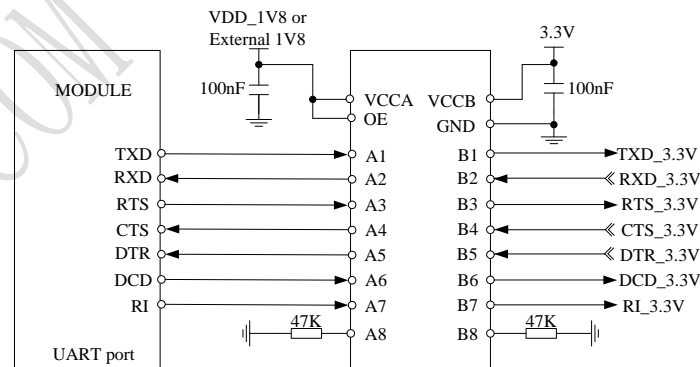 VDD_1V8 or
External 1V8
3.3V
MODULE
100nF
VCCA
VCCB
100nF
OE
GND
TXD
A1
B1
TXD_3.3V
RXD
A2
B2
RXD_3.3V
RTS
A3
B3
RTS_3.3V
CTS
A4
B4
CTS_3.3V
DTR
A5
B5
DTR_3.3V
DCD
A6
B6
DCD_3.3V
RI
A7
B7
RI_3.3V
47K
A8
B8
47K
UART port
COM